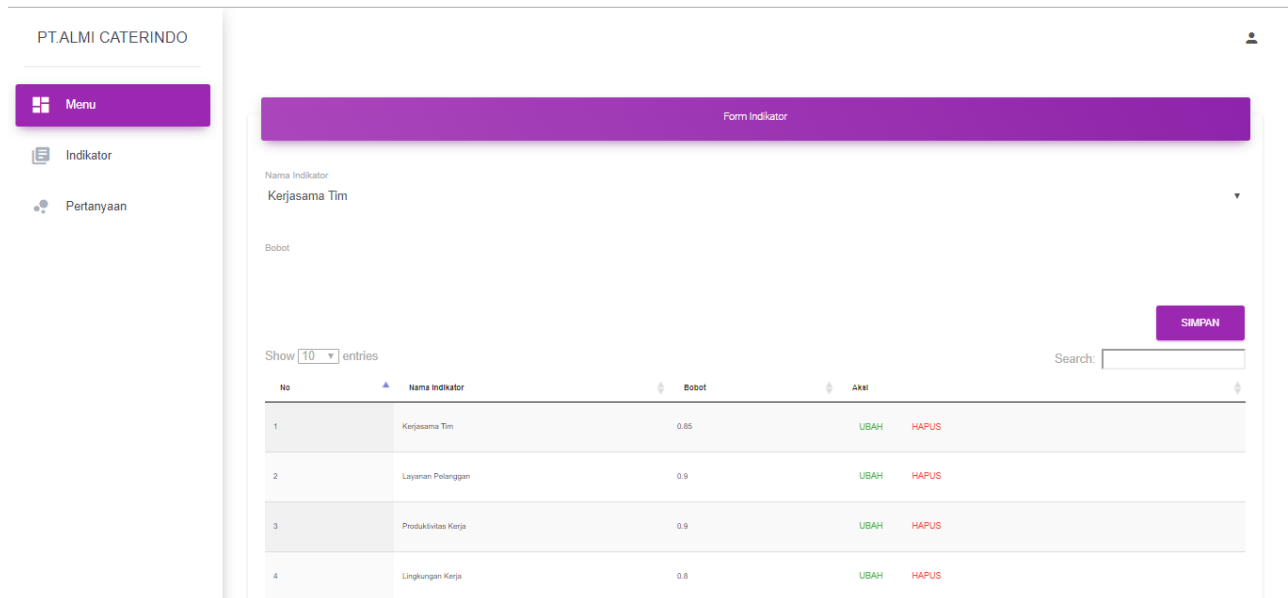 PT.ALMI CATERINDO
Menu
Indikator
Pertanyaan
Form Indikator
Nama Indikator
Kerjasama Tim
Bobot
SIMPAN
Show 10 entries
Search:
No Nama Indikator Bobot Aksi
1 Kerjasama Tim 0.85 UBAH HAPUS
2 Layanan Pelanggan 0.9 UBAH HAPUS
3 Produktivitas Kerja 0.9 UBAH HAPUS
4 Lingkungan Kerja 0.8 UBAH HAPUS